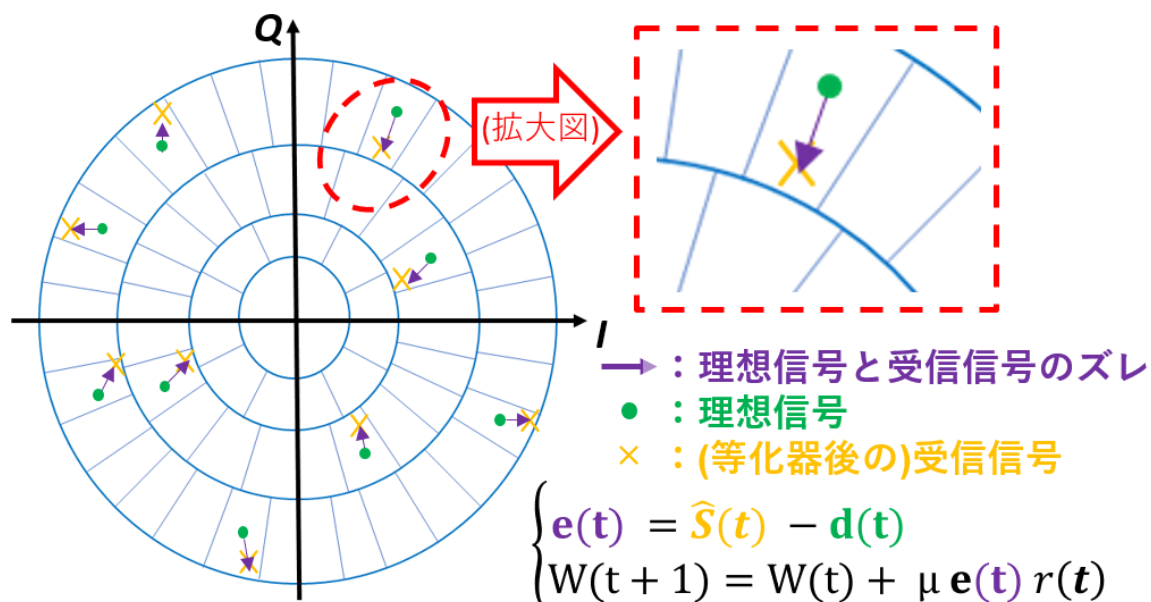 Q
(拡大図)
I
：理想信号と受信信号のズレ
：理想信号
：(等化器後の)受信信号
e(t) = Ŝ(t) − d(t)
W(t + 1) = W(t) + μ e(t) r(t)